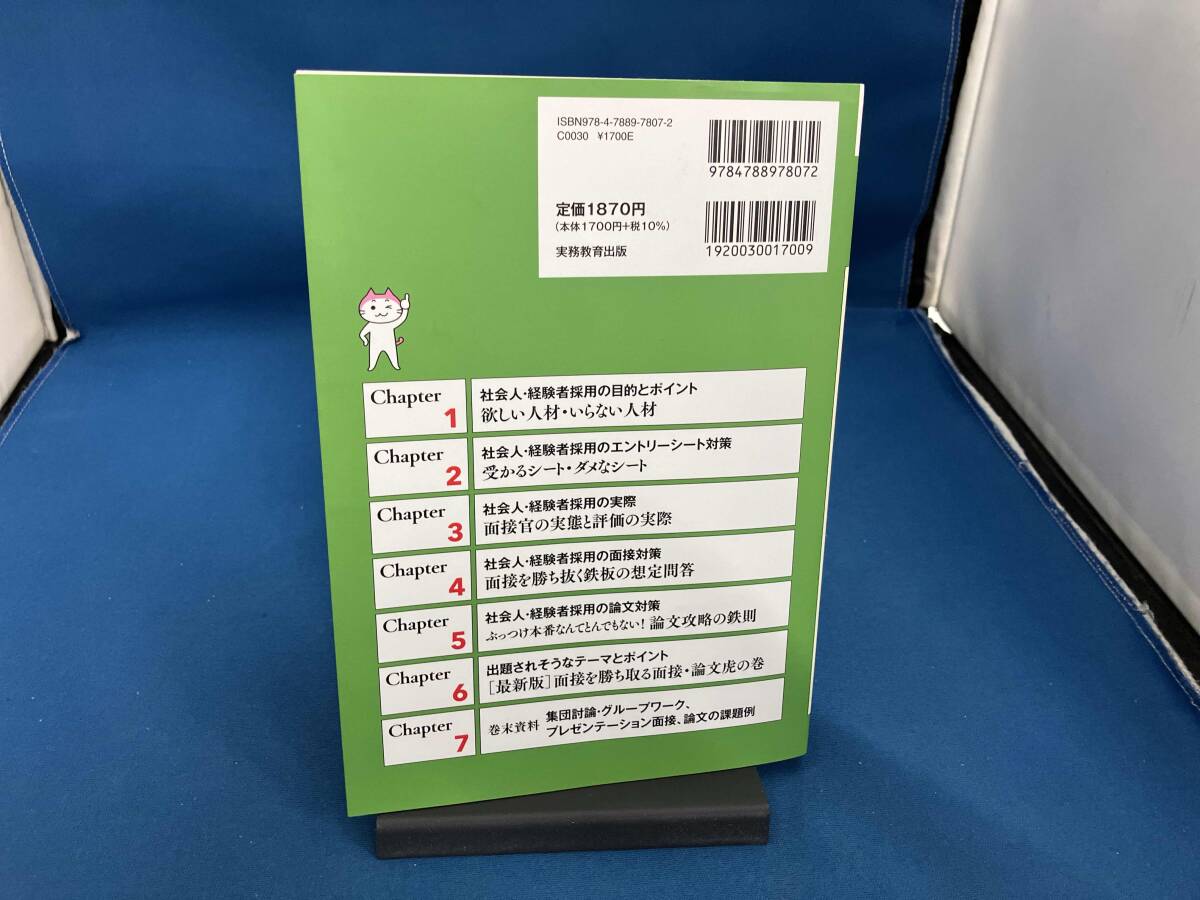 ISBN978-4-7889-7807-2
C0030 ¥1700E
9784788978072
定価1870円
(本体1700円+税10%)
実務教育出版
1920030017009
Chapter 1
社会人・経験者採用の目的とポイント
欲しい人材・いらない人材
Chapter 2
社会人・経験者採用のエントリーシート対策
受かるシート・ダメなシート
Chapter 3
社会人・経験者採用の実際
面接官の実態と評価の実際
Chapter 4
社会人・経験者採用の面接対策
面接を勝ち抜く鉄板の想定問答
Chapter 5
社会人・経験者採用の論文対策
ぶっつけ本番なんてとんでもない! 論文攻略の鉄則
Chapter 6
出題されそうなテーマとポイント
[最新版]面接を勝ち取る面接・論文虎の巻
Chapter 7
巻末資料 集団討論・グループワーク、
プレゼンテーション面接、論文の課題例